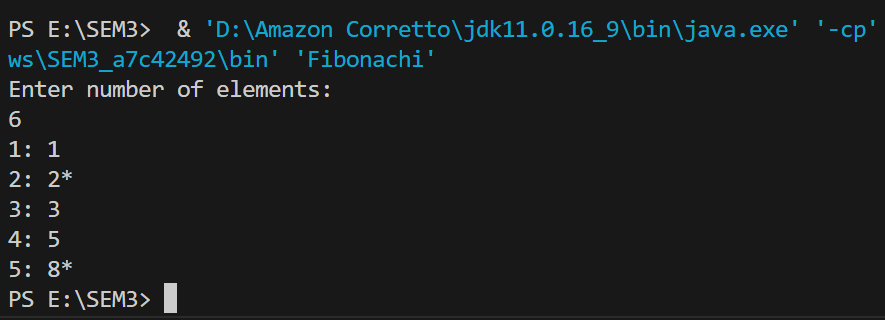 PS E:\SEM3>  & 'D:\Amazon Corretto\jdk11.0.16_9\bin\java.exe' '-cp'
ws\SEM3_a7c42492\bin' 'Fibonachi'
Enter number of elements:
6
1: 1
2: 2*
3: 3
4: 5
5: 8*
PS E:\SEM3>